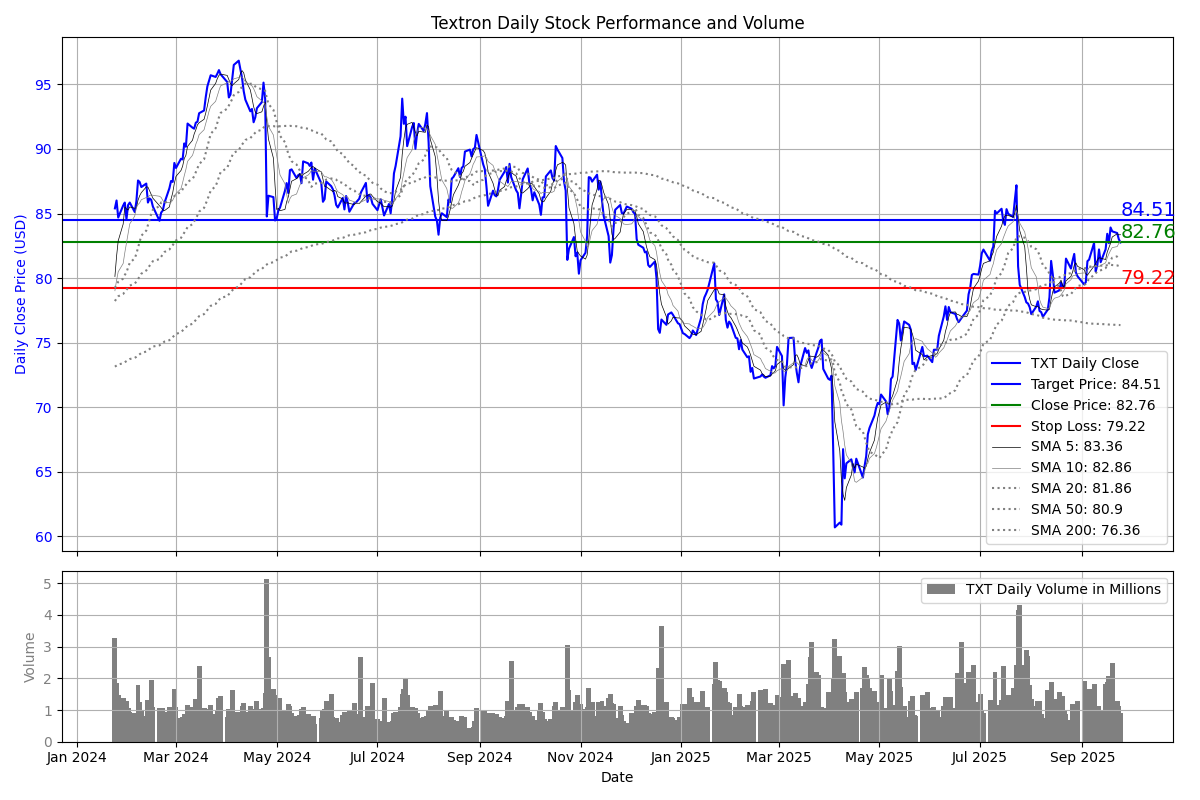 Textron Daily Stock Performance and Volume
Daily Close Price (USD)
95
90
85
80
75
70
65
60
84.51
82.76
79.22
TXT Daily Close
Target Price: 84.51
Close Price: 82.76
Stop Loss: 79.22
SMA 5: 83.36
SMA 10: 82.86
SMA 20: 81.86
SMA 50: 80.9
SMA 200: 76.36
Volume
5
4
3
2
1
0
TXT Daily Volume in Millions
Jan 2024 Mar 2024 May 2024 Jul 2024 Sep 2024 Nov 2024 Jan 2025 Mar 2025 May 2025 Jul 2025 Sep 2025
Date